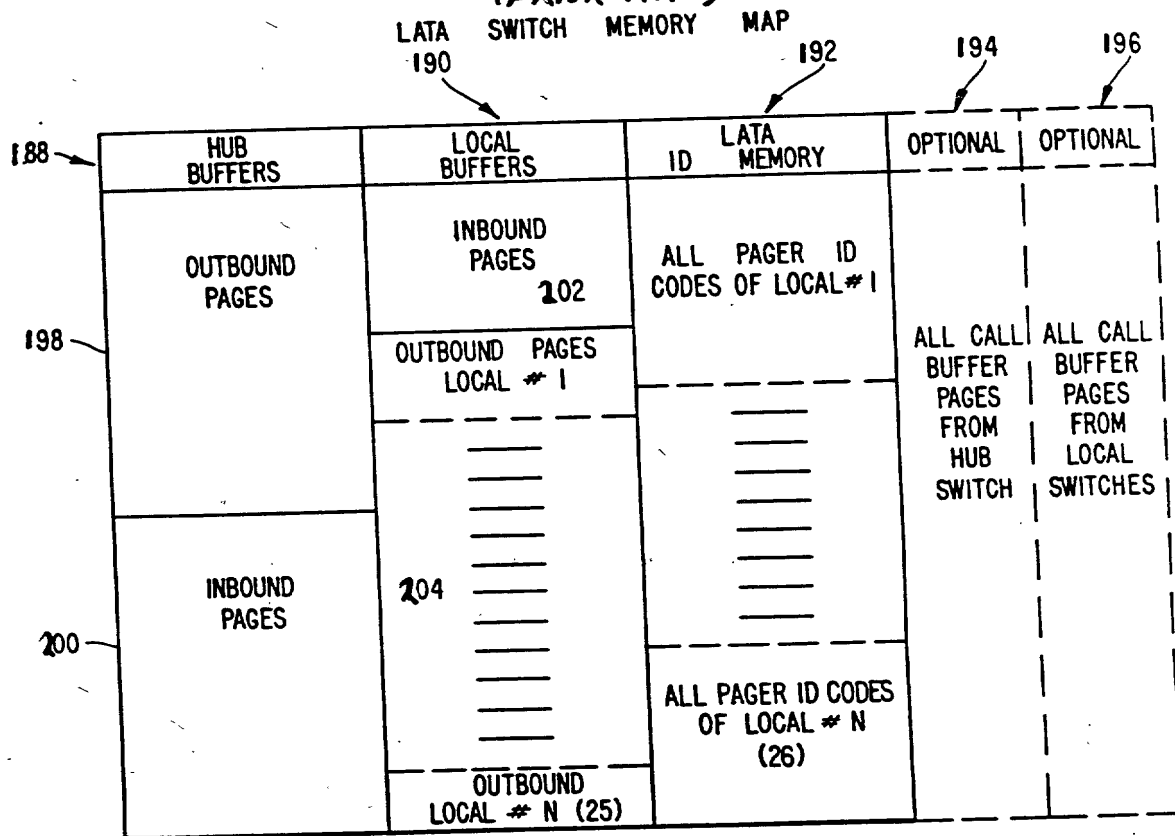 LATA SWITCH MEMORY MAP
190
192
194
196
188
HUB
BUFFERS
LOCAL
BUFFERS
LATA
ID MEMORY
OPTIONAL
OPTIONAL
OUTBOUND
PAGES
198
INBOUND
PAGES
200
INBOUND
PAGES
202
OUTBOUND PAGES
LOCAL # 1
204
OUTBOUND
LOCAL # N (25)
ALL PAGER ID
CODES OF LOCAL # 1
ALL PAGER ID CODES
OF LOCAL # N
(26)
ALL CALL
BUFFER
PAGES
FROM
HUB
SWITCH
ALL CALL
BUFFER
PAGES
FROM
LOCAL
SWITCHES